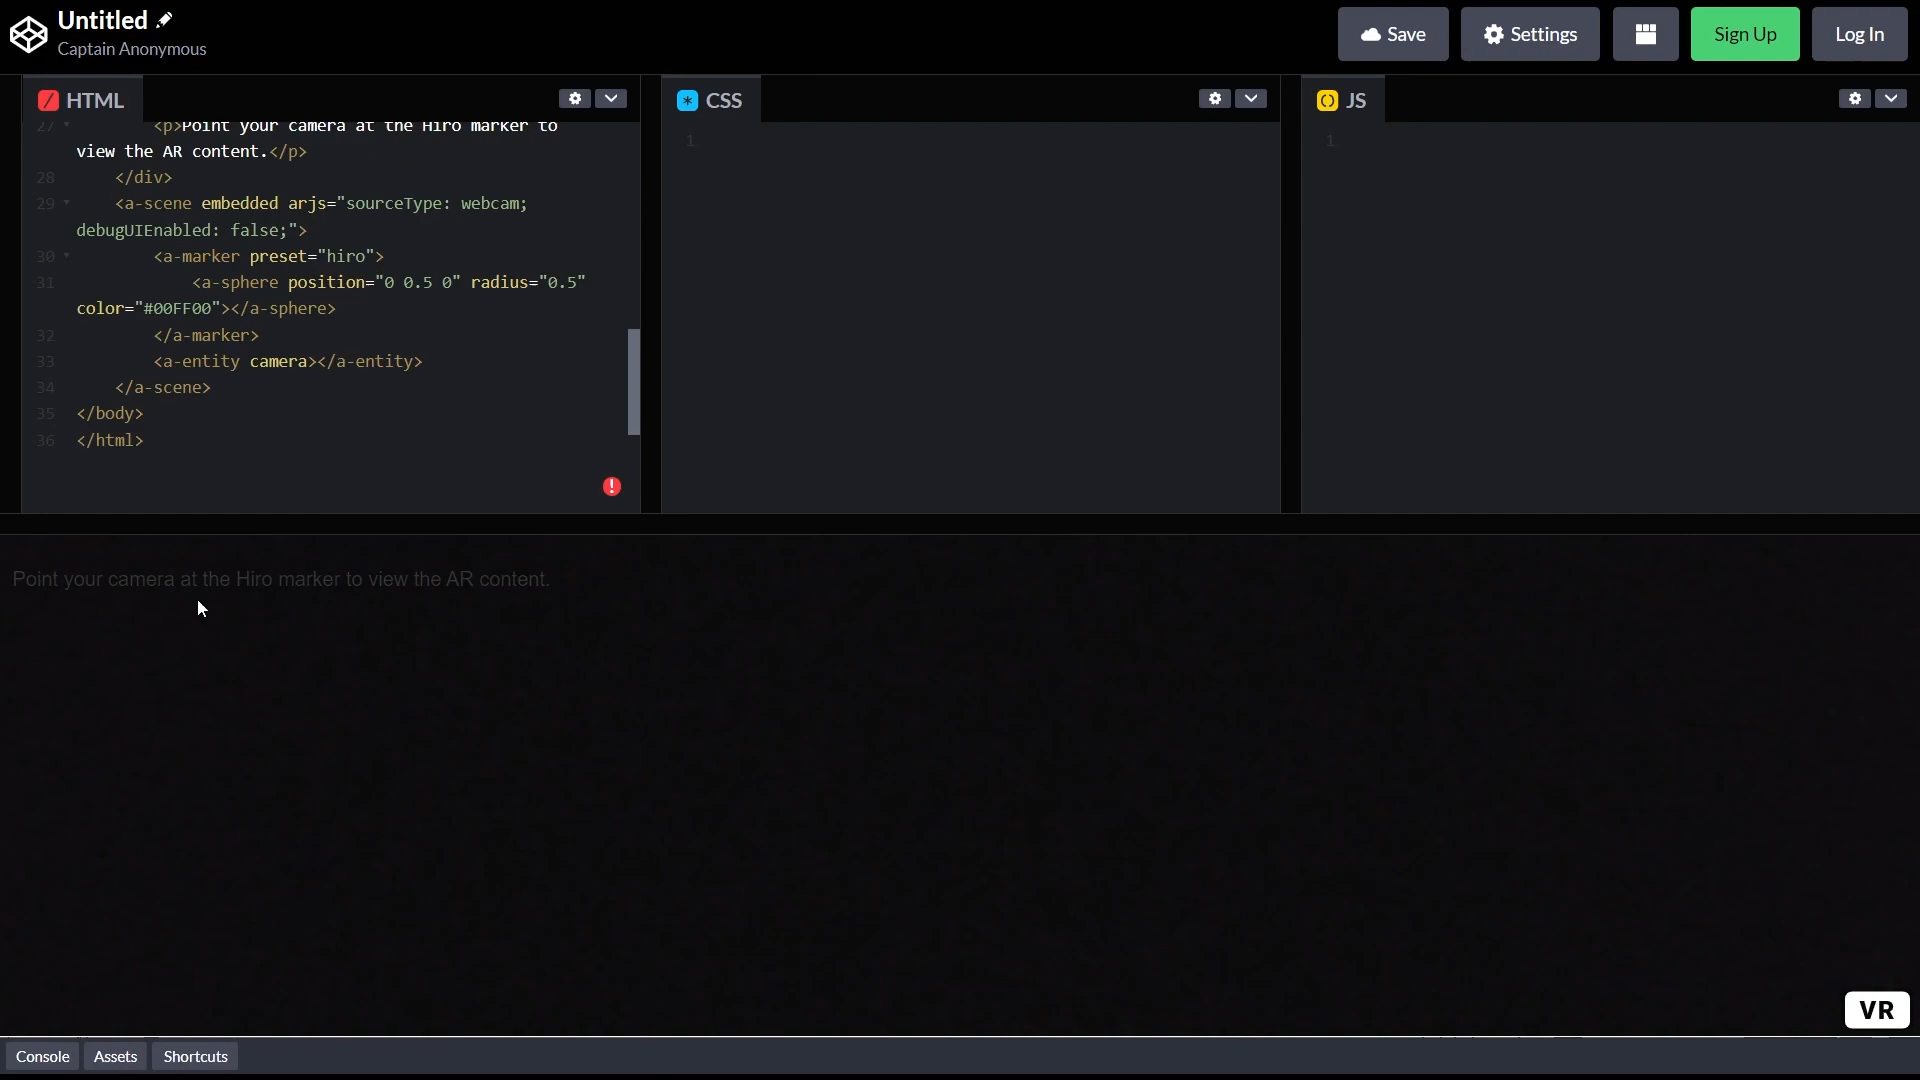 Untitled
Captain Anonymous
Save
Settings
Sign Up
Log In
HTML
CSS
JS
27 <p>Point your camera at the Hiro marker to
view the AR content.</p>
28 </div>
29 <a-scene embedded arjs="sourceType: webcam;
debugUIEnabled: false;">
30 <a-marker preset="hiro">
31 <a-sphere position="0 0.5 0" radius="0.5"
color="#00FF00"></a-sphere>
32 </a-marker>
33 <a-entity camera></a-entity>
34 </a-scene>
35 </body>
36 </html>
1
1
Point your camera at the Hiro marker to view the AR content.
VR
Console
Assets
Shortcuts